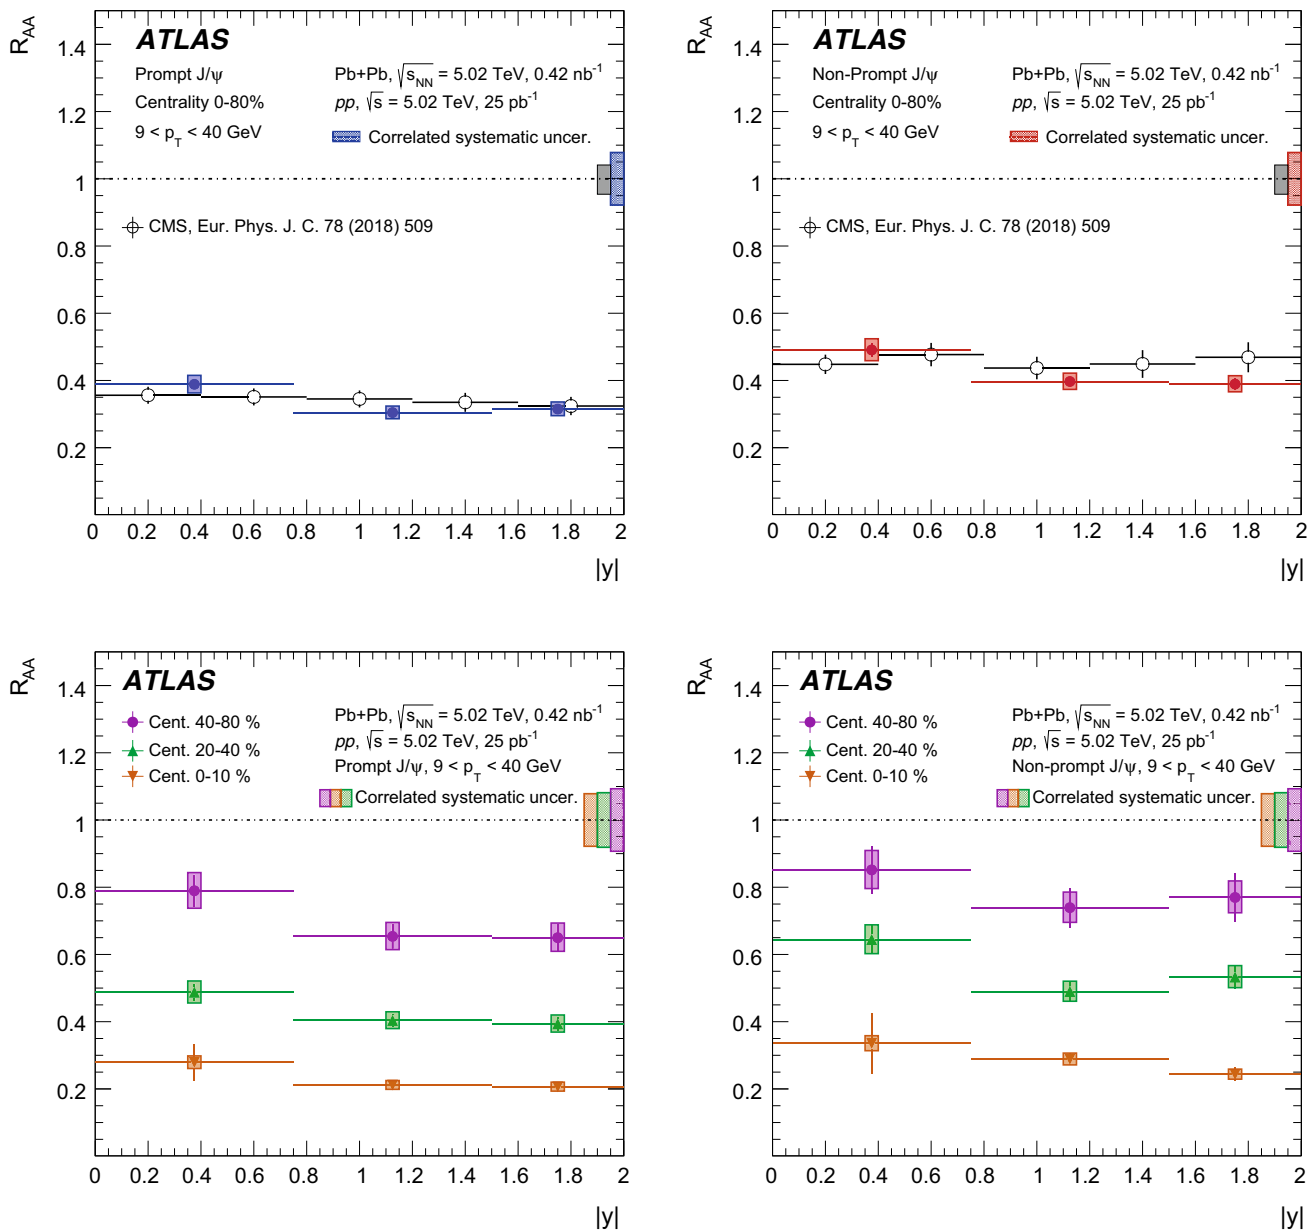 ATLAS
Prompt J/ψ
Centrality 0-80%
9 < p_T < 40 GeV
Pb+Pb, √s_NN = 5.02 TeV, 0.42 nb⁻¹
pp, √s = 5.02 TeV, 25 pb⁻¹
Correlated systematic uncer.
CMS, Eur. Phys. J. C. 78 (2018) 509
R_AA
1.4
1.2
1
0.8
0.6
0.4
0.2
0 0.2 0.4 0.6 0.8 1 1.2 1.4 1.6 1.8 2
|y|
ATLAS
Non-Prompt J/ψ
Centrality 0-80%
9 < p_T < 40 GeV
Pb+Pb, √s_NN = 5.02 TeV, 0.42 nb⁻¹
pp, √s = 5.02 TeV, 25 pb⁻¹
Correlated systematic uncer.
CMS, Eur. Phys. J. C. 78 (2018) 509
R_AA
1.4
1.2
1
0.8
0.6
0.4
0.2
0 0.2 0.4 0.6 0.8 1 1.2 1.4 1.6 1.8 2
|y|
ATLAS
Cent. 40-80 %
Cent. 20-40 %
Cent. 0-10 %
Pb+Pb, √s_NN = 5.02 TeV, 0.42 nb⁻¹
pp, √s = 5.02 TeV, 25 pb⁻¹
Prompt J/ψ, 9 < p_T < 40 GeV
Correlated systematic uncer.
R_AA
1.4
1.2
1
0.8
0.6
0.4
0.2
0 0.2 0.4 0.6 0.8 1 1.2 1.4 1.6 1.8 2
|y|
ATLAS
Cent. 40-80 %
Cent. 20-40 %
Cent. 0-10 %
Pb+Pb, √s_NN = 5.02 TeV, 0.42 nb⁻¹
pp, √s = 5.02 TeV, 25 pb⁻¹
Non-prompt J/ψ, 9 < p_T < 40 GeV
Correlated systematic uncer.
R_AA
1.4
1.2
1
0.8
0.6
0.4
0.2
0 0.2 0.4 0.6 0.8 1 1.2 1.4 1.6 1.8 2
|y|